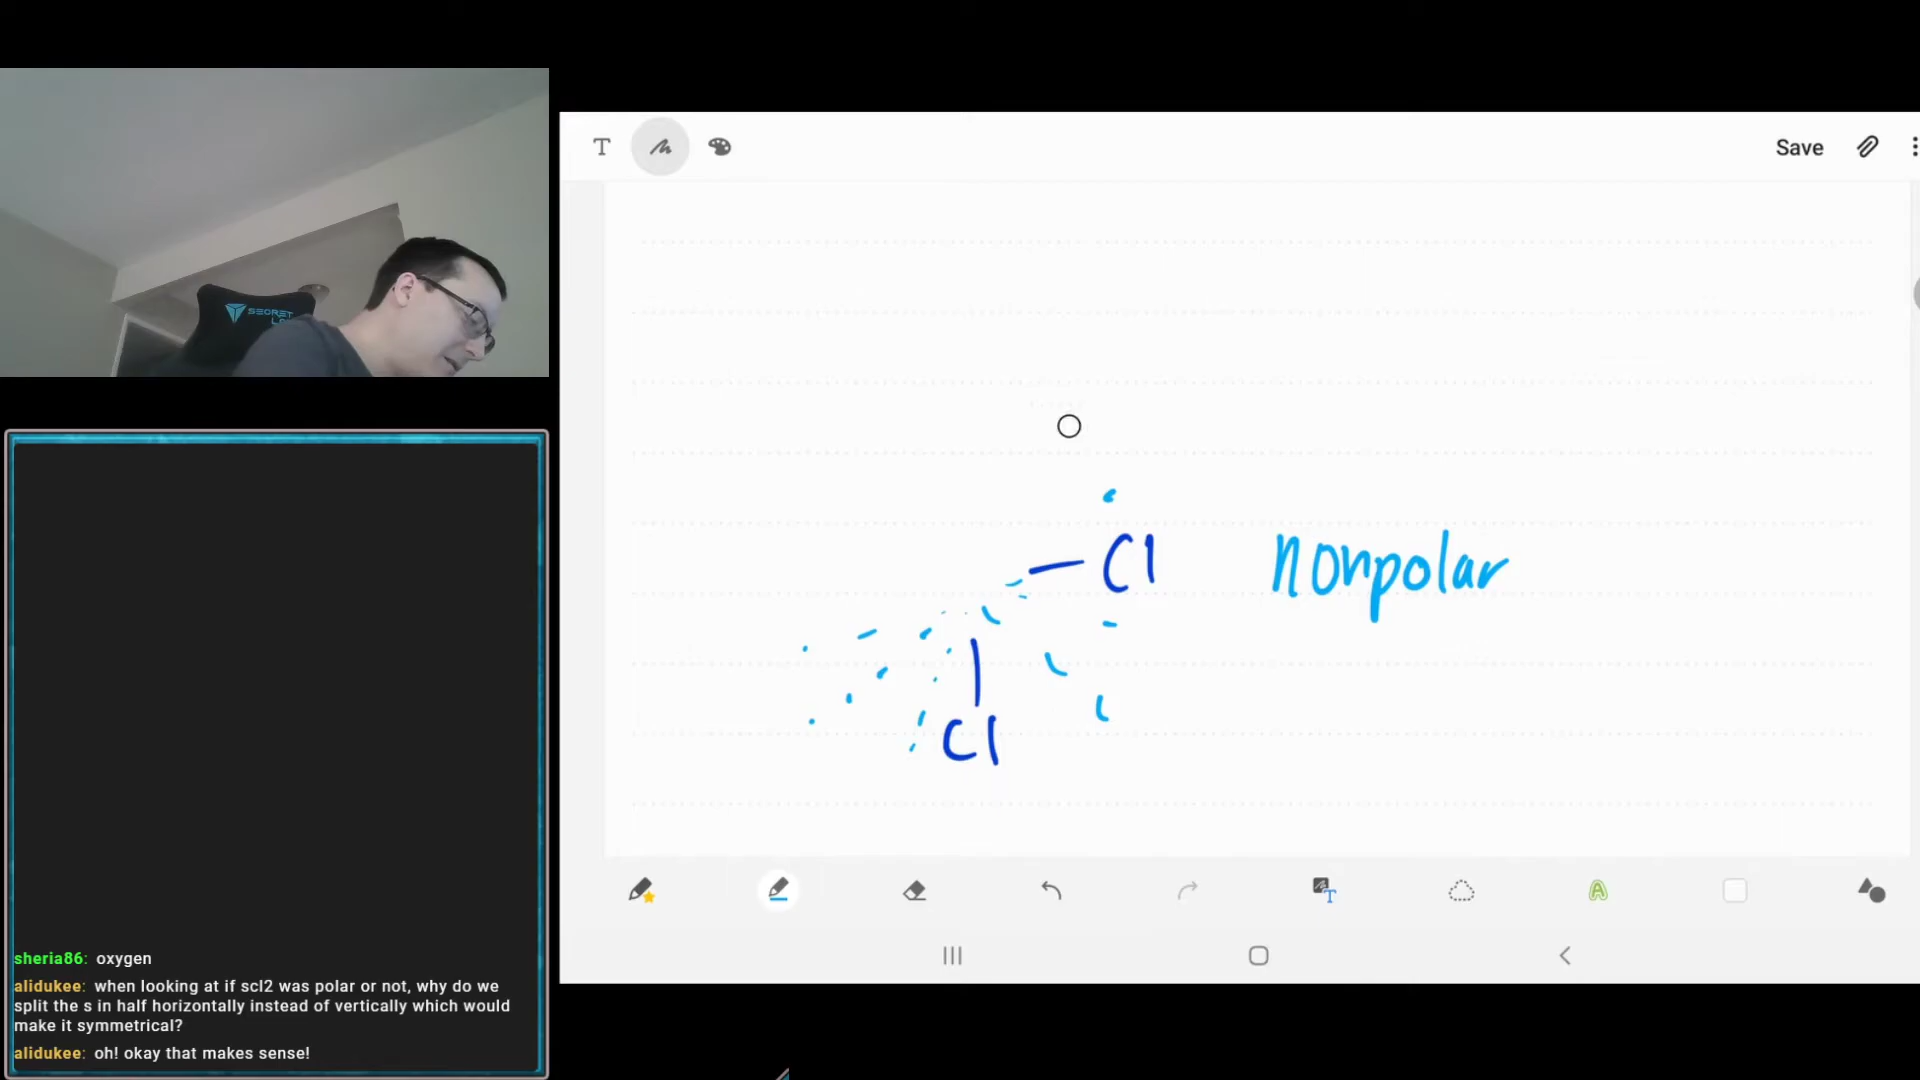 SECRET
T
Save
Cl nonpolar
Cl
T
A
sheria86: oxygen
alidukee: when looking at if scl2 was polar or not, why do we
split the s in half horizontally instead of vertically which would
make it symmetrical?
alidukee: oh! okay that makes sense!